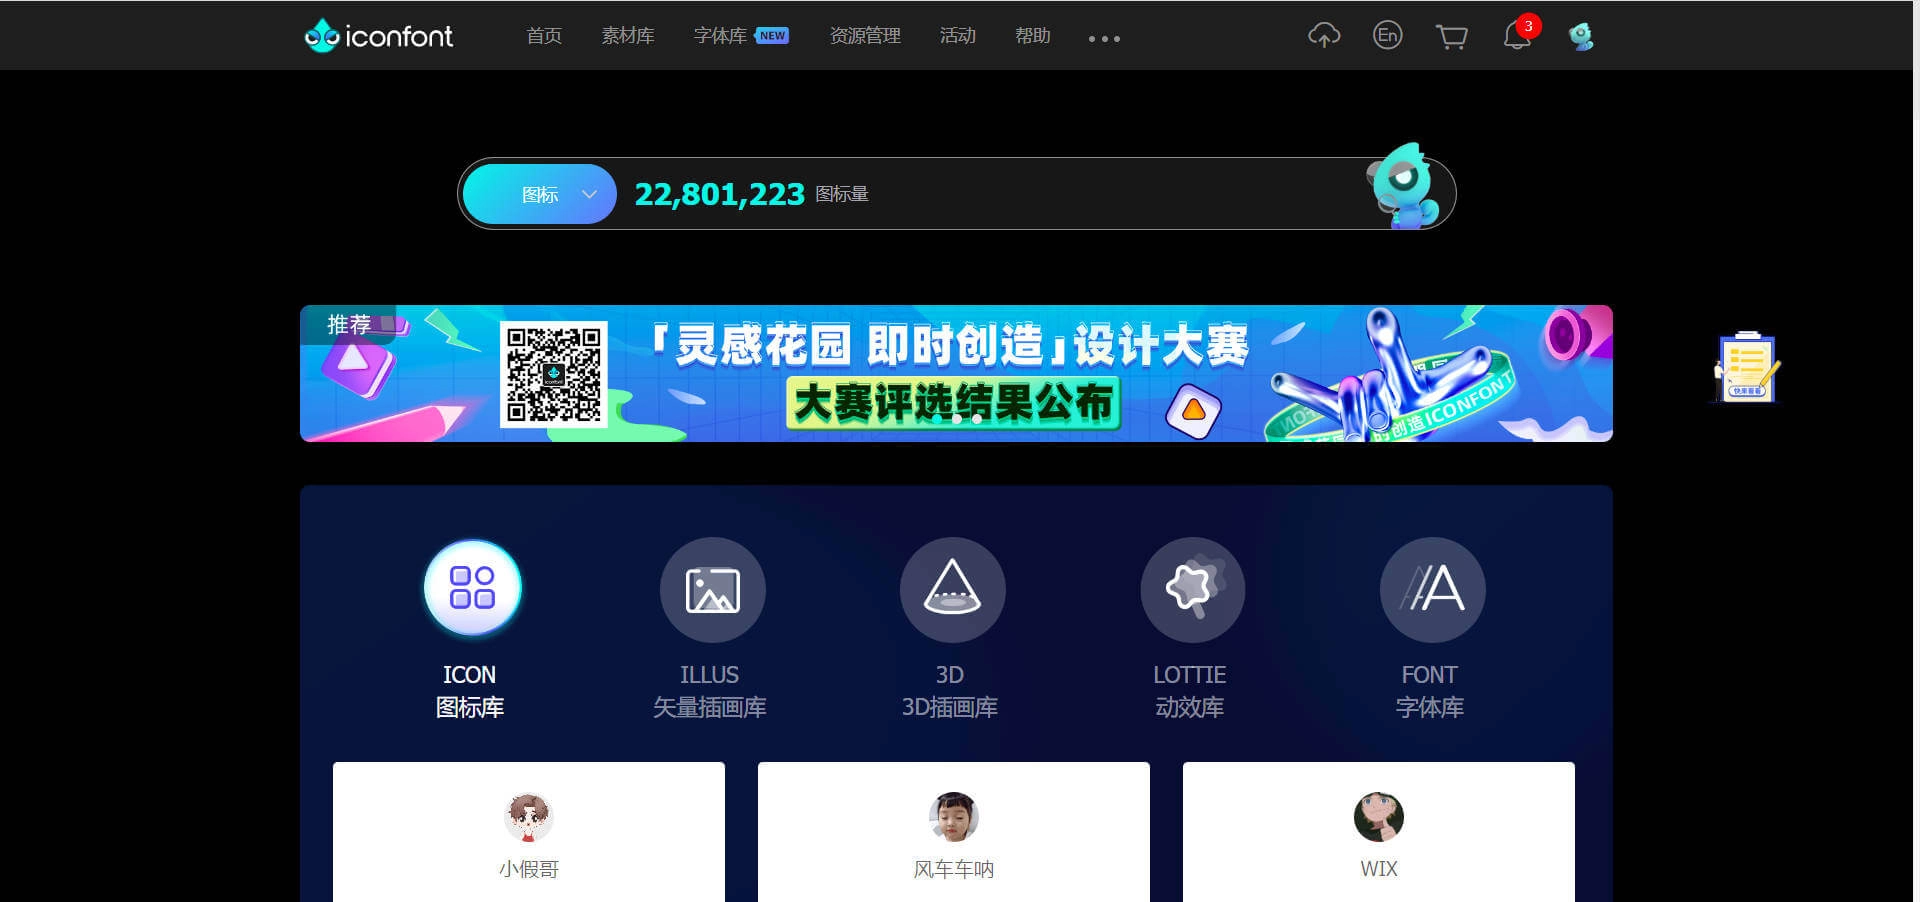 iconfont
首页 素材库 字体库 NEW 资源管理 活动 帮助
En
3
图标 22,801,223 图标量
推荐
「灵感花园 即时创造」设计大赛
大赛评选结果公布
ICONFONT
快来看看
ICON
图标库
ILLUS
矢量插画库
3D
3D插画库
LOTTIE
动效库
FONT
字体库
小假哥
风车车呐
WIX